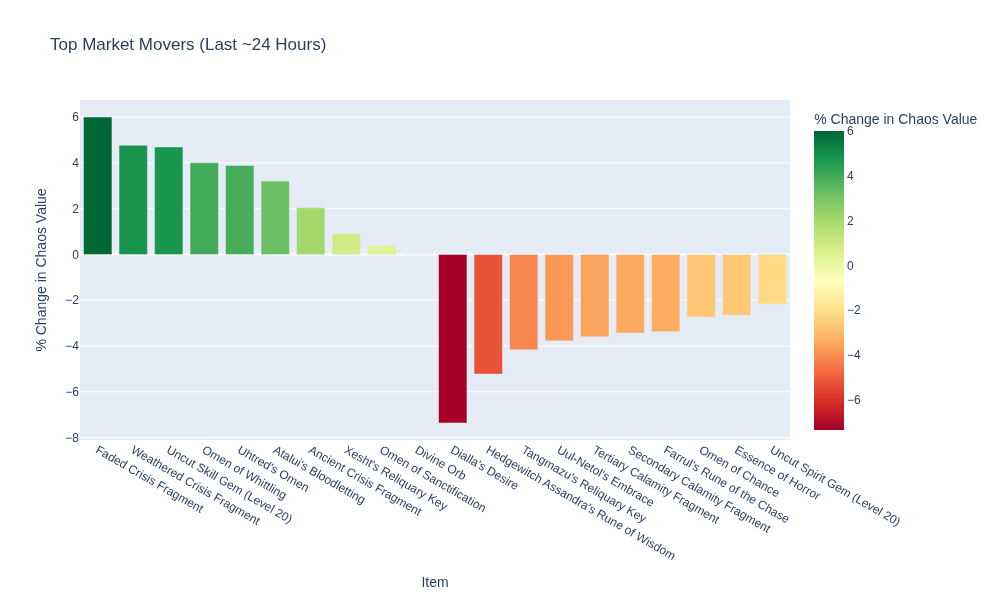 Top Market Movers (Last ~24 Hours)
% Change in Chaos Value
6
4
2
0
−2
−4
−6
−8
% Change in Chaos Value
6
4
2
0
−2
−4
−6
Faded Crisis Fragment
Weathered Crisis Fragment
Uncut Skill Gem (Level 20)
Omen of Whittling
Uhtred's Omen
Atalui's Bloodletting
Ancient Crisis Fragment
Xesht's Reliquary Key
Omen of Sanctification
Divine Orb
Dialla's Desire
Hedgewitch Assandra's Rune of Wisdom
Tangmazu's Reliquary Key
Uul-Netol's Embrace
Tertiary Calamity Fragment
Secondary Calamity Fragment
Farrul's Rune of the Chase
Omen of Chance
Essence of Horror
Uncut Spirit Gem (Level 20)
Item